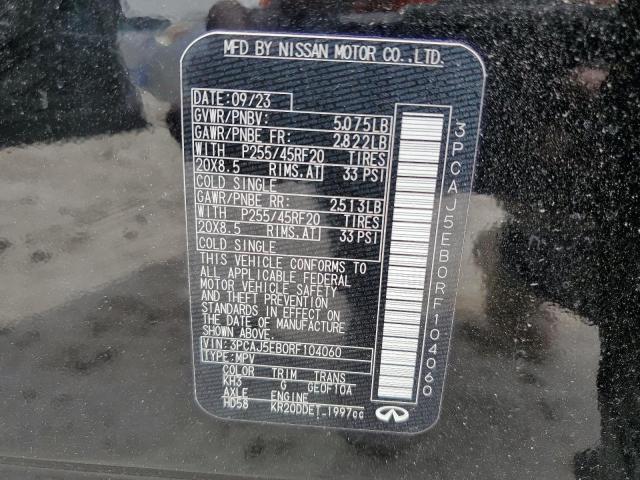 MFD BY NISSAN MOTOR CO.,LTD.
DATE: 09/23
GVWR/PNBV: 5,075LB
GAWR/PNBE FR: 2,822LB
WITH P255/45RF20 TIRES
20X8.5 RIMS.AT 33 PSI
COLD SINGLE
GAWR/PNBE RR: 2,513LB
WITH P255/45RF20 TIRES
20X8.5 RIMS.AT 33 PSI
COLD SINGLE
THIS VEHICLE CONFORMS TO
ALL APPLICABLE FEDERAL
MOTOR VEHICLE SAFETY
AND THEFT PREVENTION
STANDARDS IN EFFECT ON
THE DATE OF MANUFACTURE
SHOWN ABOVE.
VIN: 3PCAJ5EB0RF104060
TYPE: MPV
COLOR TRIM TRANS
KH3 G GE0F10A
AXLE ENGINE
HD58 KR20DDET 1997cc
3PCAJ5EB0RF104060